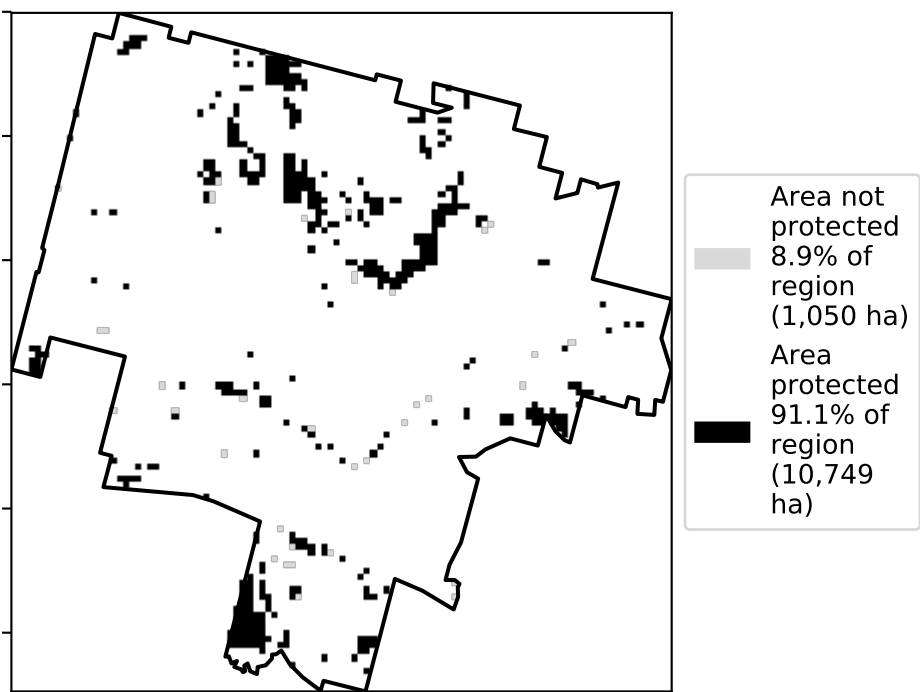 Area not
protected
8.9% of
region
(1,050 ha)
Area
protected
91.1% of
region
(10,749
ha)